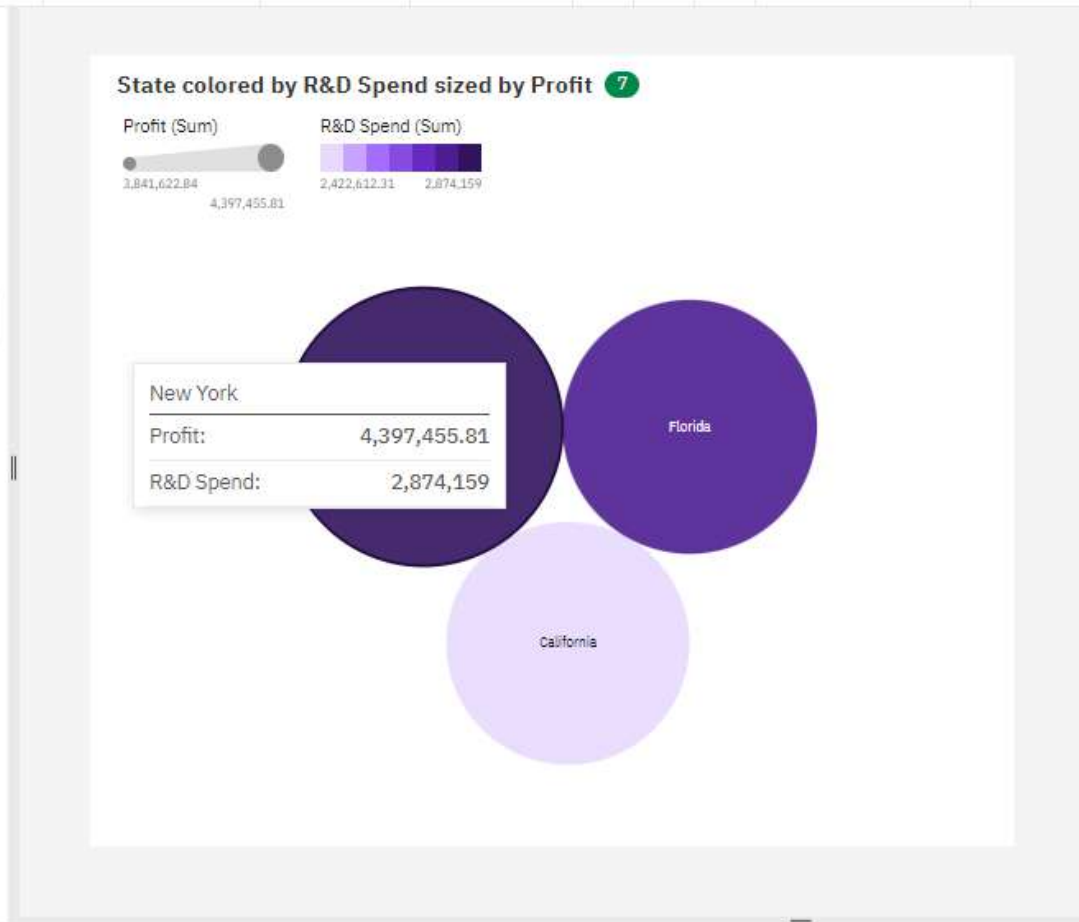 State colored by R&D Spend sized by Profit 7
Profit (Sum)
3,841,622.84
4,397,455.81
R&D Spend (Sum)
2,422,612.31 2,874,159
New York
Profit: 4,397,455.81
R&D Spend: 2,874,159
Florida
California